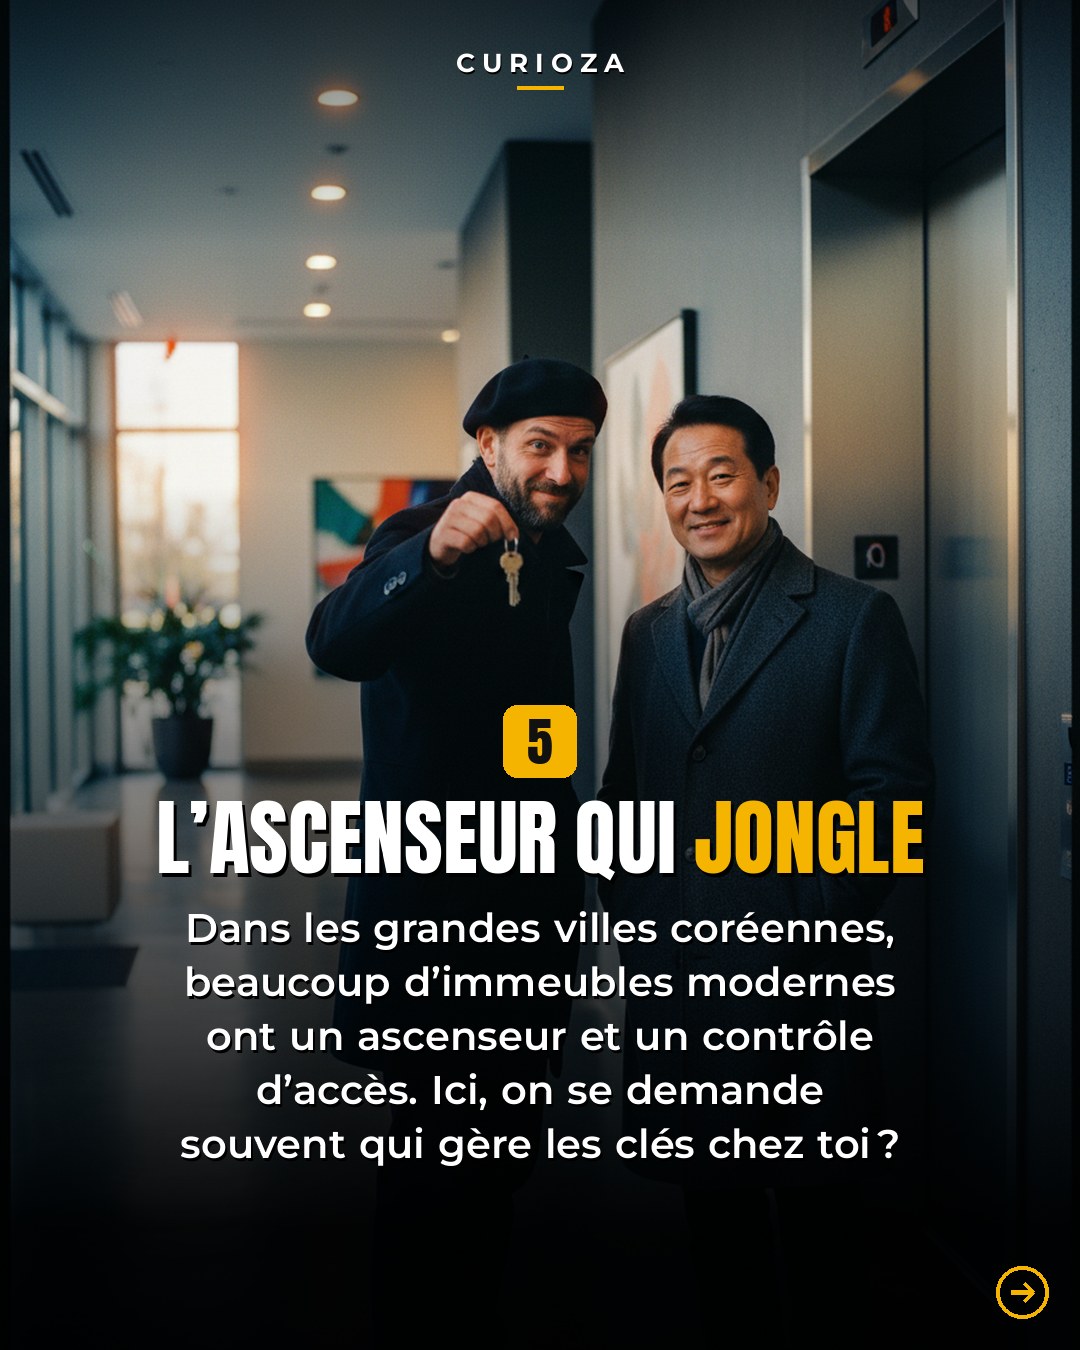 CURIOZA
5
L’ASCENSEUR QUI JONGLE
Dans les grandes villes coréennes,
beaucoup d’immeubles modernes
ont un ascenseur et un contrôle
d’accès. Ici, on se demande
souvent qui gère les clés chez toi ?